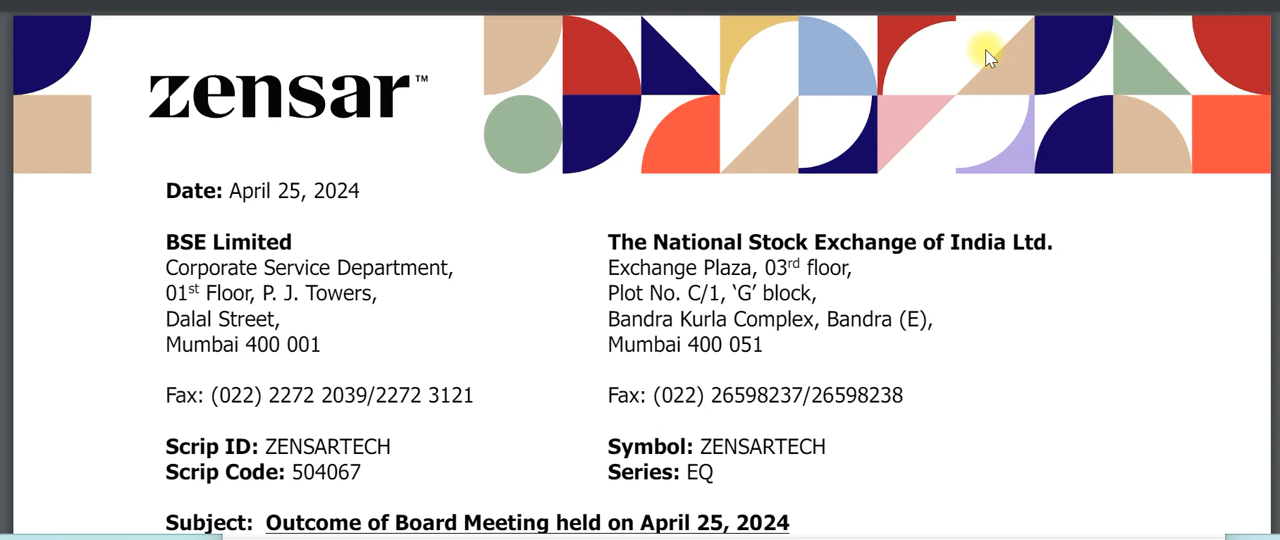 zensar™
Date: April 25, 2024
BSE Limited
Corporate Service Department,
01st Floor, P. J. Towers,
Dalal Street,
Mumbai 400 001
Fax: (022) 2272 2039/2272 3121
Scrip ID: ZENSARTECH
Scrip Code: 504067
The National Stock Exchange of India Ltd.
Exchange Plaza, 03rd floor,
Plot No. C/1, ‘G’ block,
Bandra Kurla Complex, Bandra (E),
Mumbai 400 051
Fax: (022) 26598237/26598238
Symbol: ZENSARTECH
Series: EQ
Subject: Outcome of Board Meeting held on April 25, 2024